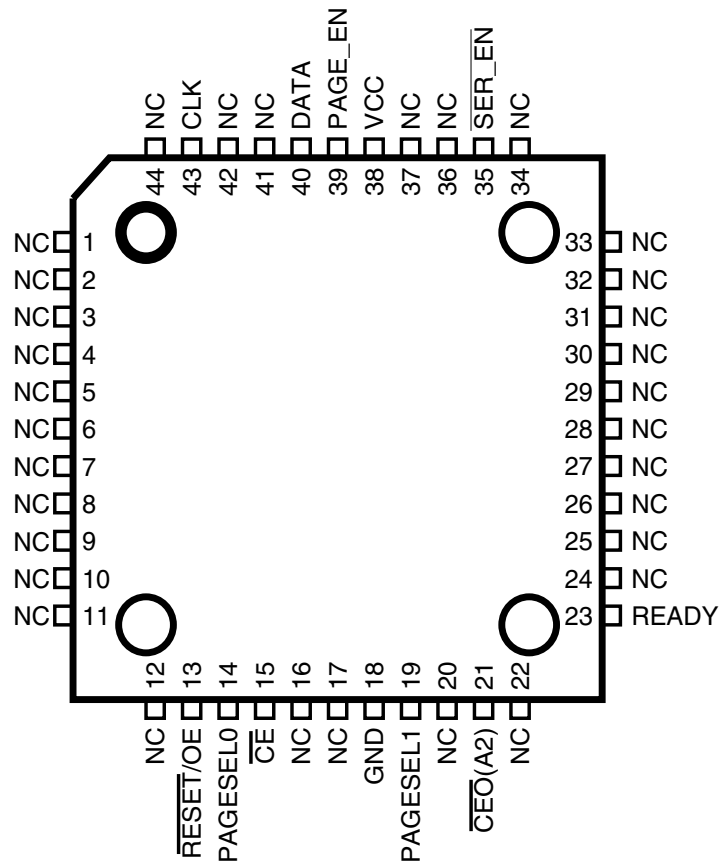 NC
CLK
NC
NC
DATA
PAGE_EN
VCC
NC
NC
SER_EN
NC
44
43
42
41
40
39
38
37
36
35
34
NC 1
NC 2
NC 3
NC 4
NC 5
NC 6
NC 7
NC 8
NC 9
NC 10
NC 11
33 NC
32 NC
31 NC
30 NC
29 NC
28 NC
27 NC
26 NC
25 NC
24 NC
23 READY
12
13
14
15
16
17
18
19
20
21
22
NC
RESET/OE
PAGESEL0
CE
NC
NC
GND
PAGESEL1
NC
CEO(A2)
NC